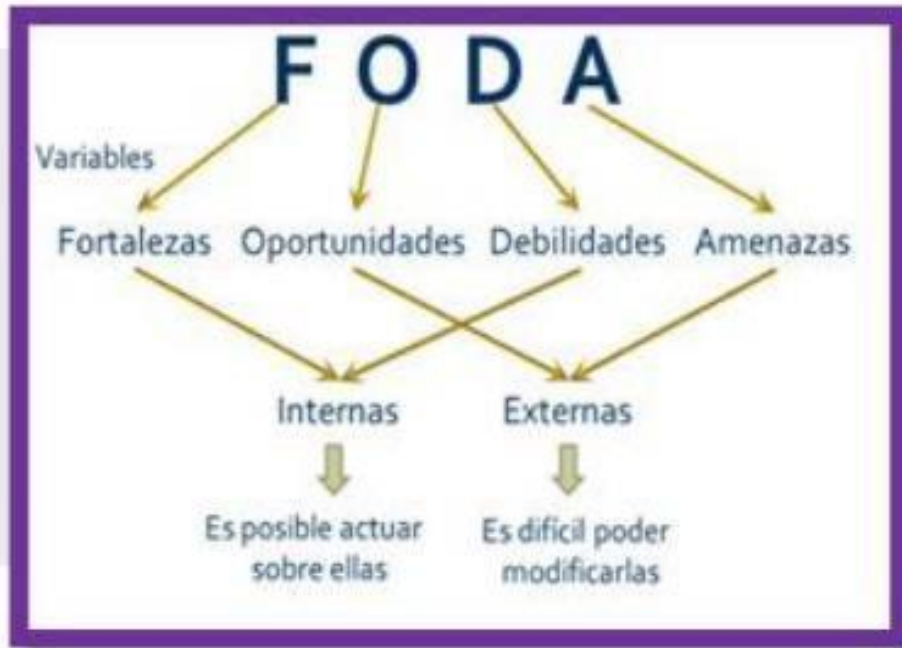 F O D A
Variables
Fortalezas Oportunidades Debilidades Amenazas
Internas Externas
Es posible actuar
sobre ellas
Es difícil poder
modificarlas